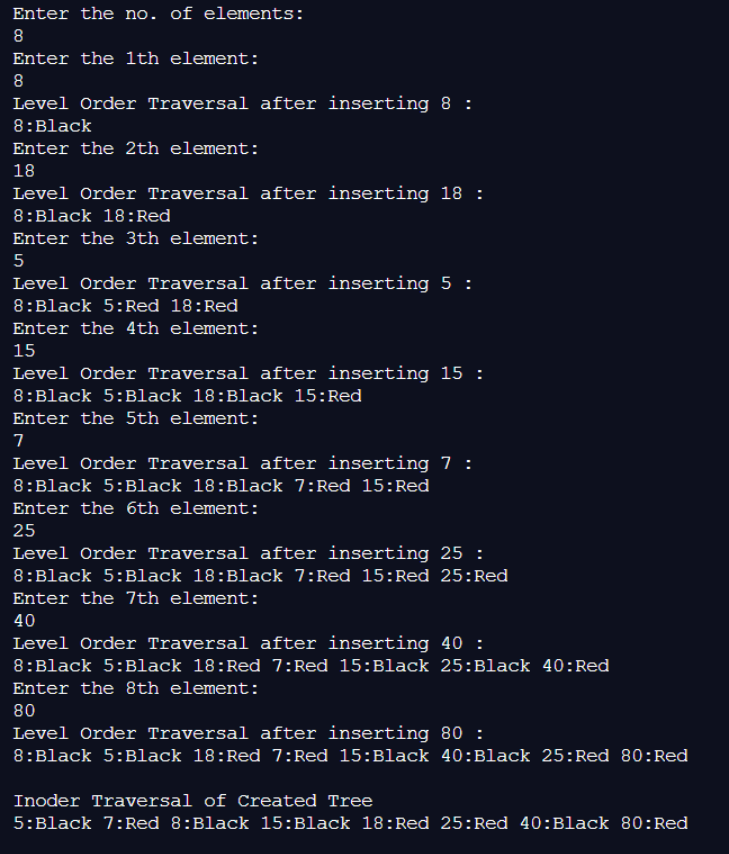 Enter the no. of elements:
8
Enter the 1th element:
8
Level Order Traversal after inserting 8 :
8:Black
Enter the 2th element:
18
Level Order Traversal after inserting 18 :
8:Black 18:Red
Enter the 3th element:
5
Level Order Traversal after inserting 5 :
8:Black 5:Red 18:Red
Enter the 4th element:
15
Level Order Traversal after inserting 15 :
8:Black 5:Black 18:Black 15:Red
Enter the 5th element:
7
Level Order Traversal after inserting 7 :
8:Black 5:Black 18:Black 7:Red 15:Red
Enter the 6th element:
25
Level Order Traversal after inserting 25 :
8:Black 5:Black 18:Black 7:Red 15:Red 25:Red
Enter the 7th element:
40
Level Order Traversal after inserting 40 :
8:Black 5:Black 18:Red 7:Red 15:Black 25:Black 40:Red
Enter the 8th element:
80
Level Order Traversal after inserting 80 :
8:Black 5:Black 18:Red 7:Red 15:Black 40:Black 25:Red 80:Red

Inoder Traversal of Created Tree
5:Black 7:Red 8:Black 15:Black 18:Red 25:Red 40:Black 80:Red